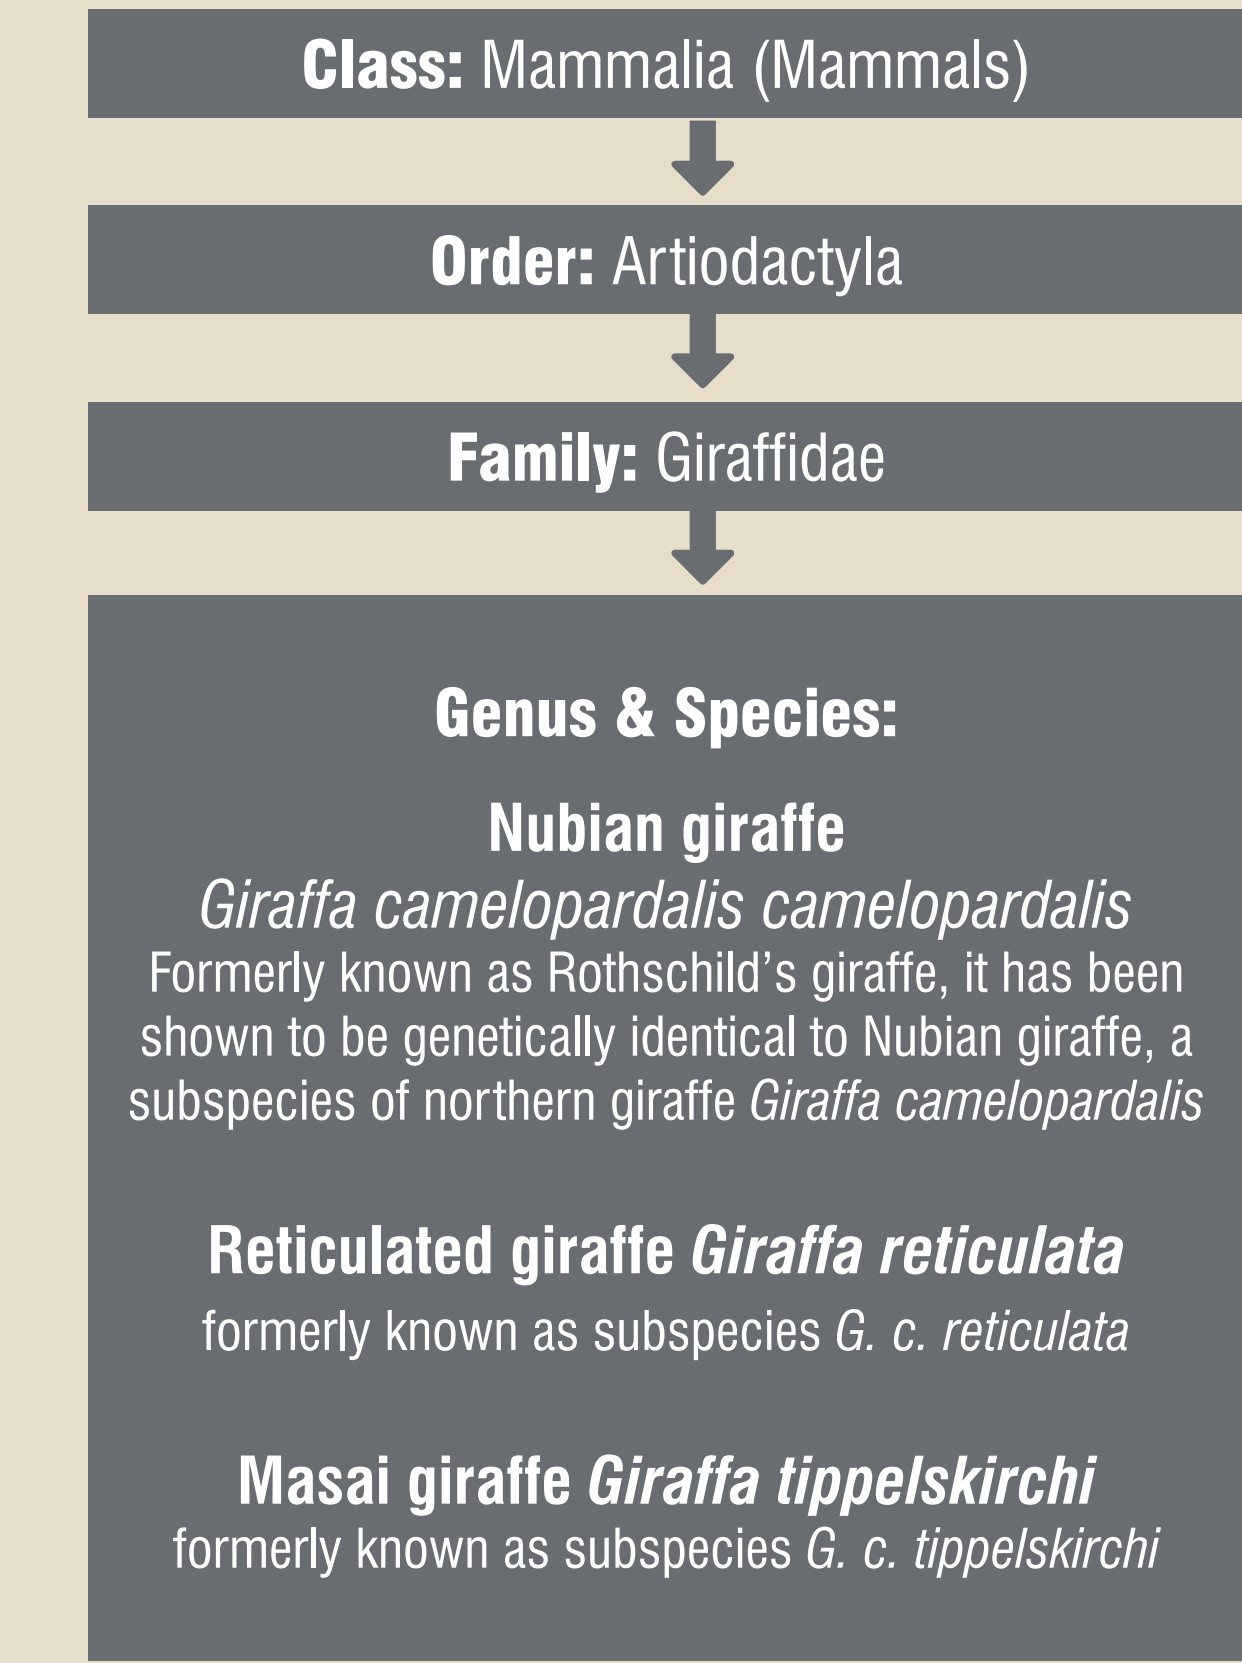 Class: Mammalia (Mammals)
Order: Artiodactyla
Family: Giraffidae
Genus & Species:
Nubian giraffe
Giraffa camelopardalis camelopardalis
Formerly known as Rothschild’s giraffe, it has been
shown to be genetically identical to Nubian giraffe, a
subspecies of northern giraffe Giraffa camelopardalis
Reticulated giraffe Giraffa reticulata
formerly known as subspecies G. c. reticulata
Masai giraffe Giraffa tippelskirchi
formerly known as subspecies G. c. tippelskirchi